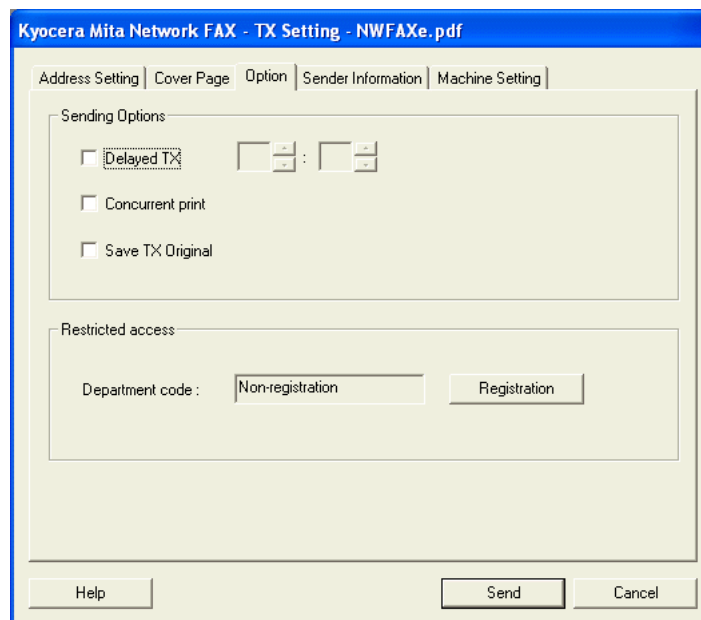 Kyocera Mita Network FAX - TX Setting - NWFAXe.pdf
Address Setting Cover Page Option Sender Information Machine Setting
Sending Options
Delayed TX :
Concurrent print
Save TX Original
Restricted access
Department code : Non-registration Registration
Help Send Cancel